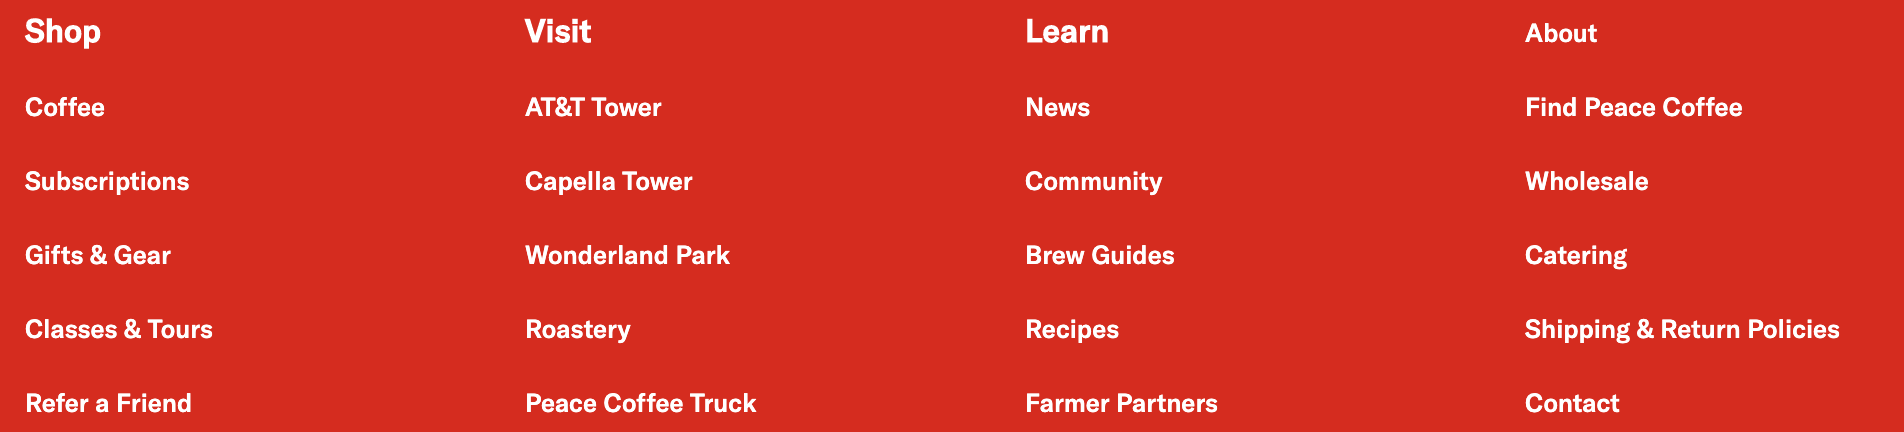 Shop
Coffee
Subscriptions
Gifts & Gear
Classes & Tours
Refer a Friend
Visit
AT&T Tower
Capella Tower
Wonderland Park
Roastery
Peace Coffee Truck
Learn
News
Community
Brew Guides
Recipes
Farmer Partners
About
Find Peace Coffee
Wholesale
Catering
Shipping & Return Policies
Contact